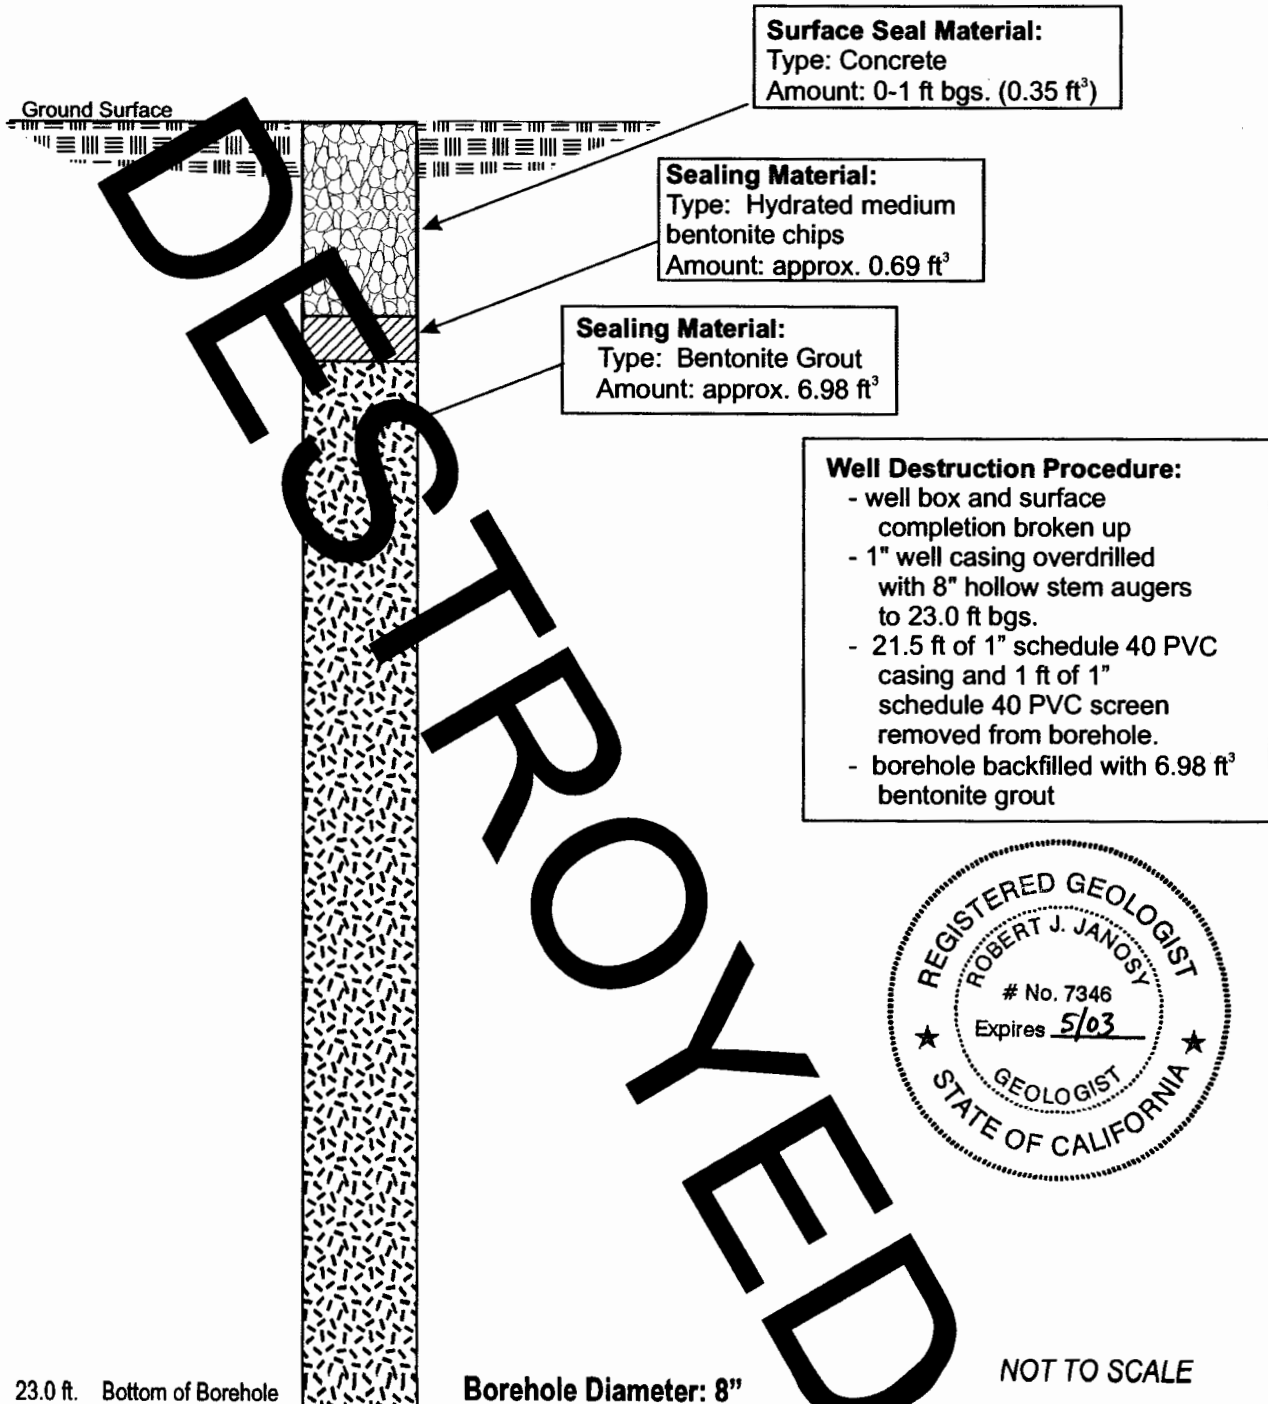 Surface Seal Material:
Type: Concrete
Amount: 0-1 ft bgs. (0.35 ft³)
Ground Surface
Sealing Material:
Type: Hydrated medium
bentonite chips
Amount: approx. 0.69 ft³
Sealing Material:
Type: Bentonite Grout
Amount: approx. 6.98 ft³
DESTROYED
Well Destruction Procedure:
- well box and surface
completion broken up
- 1" well casing overdrilled
with 8" hollow stem augers
to 23.0 ft bgs.
- 21.5 ft of 1" schedule 40 PVC
casing and 1 ft of 1"
schedule 40 PVC screen
removed from borehole.
- borehole backfilled with 6.98 ft³
bentonite grout
REGISTERED GEOLOGIST
ROBERT J. JANOSY
# No. 7346
Expires 5/03
GEOLOGIST
STATE OF CALIFORNIA
NOT TO SCALE
23.0 ft. Bottom of Borehole
Borehole Diameter: 8"